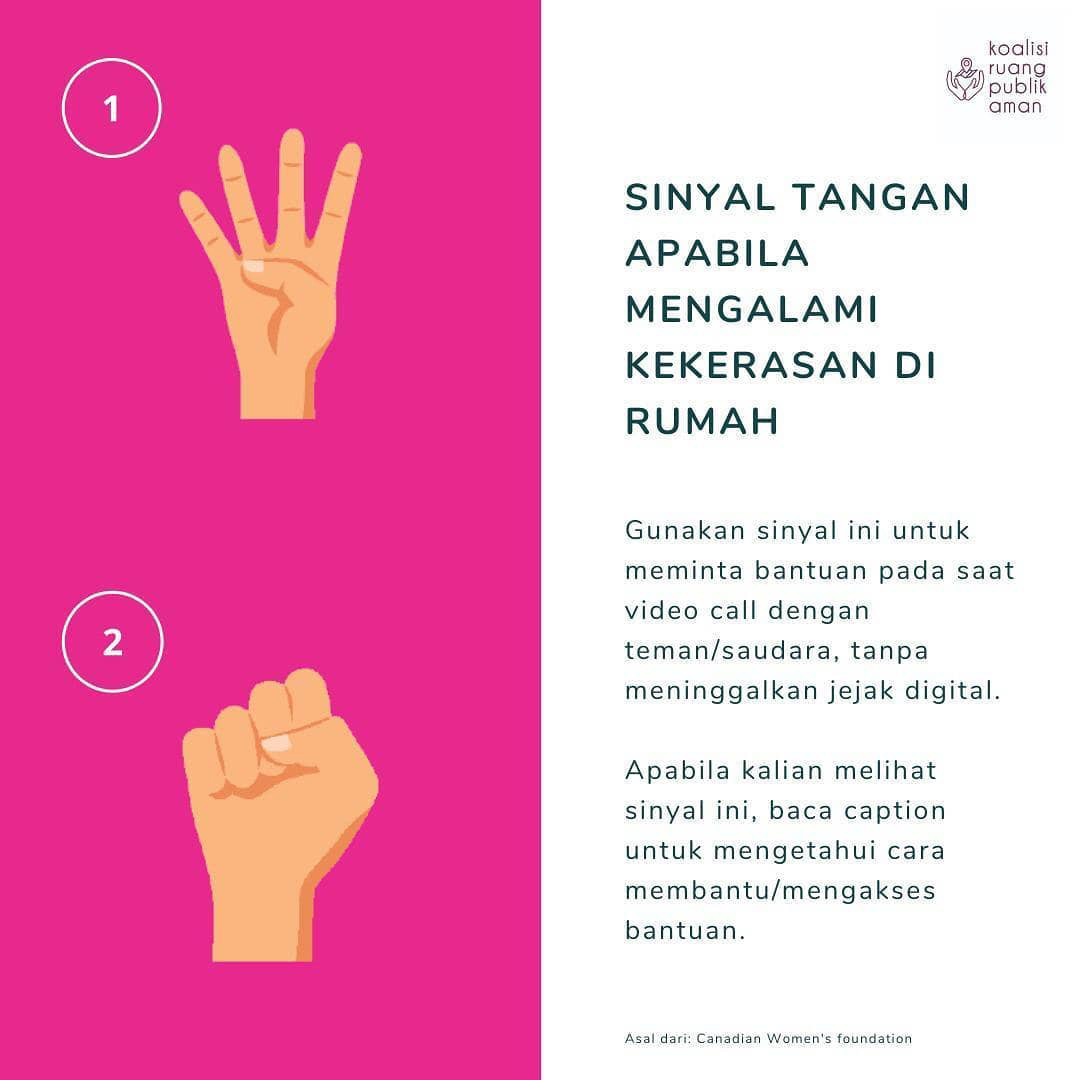 1
2
koalisi
ruang
publik
aman
SINYAL TANGAN
APABILA
MENGALAMI
KEKERASAN DI
RUMAH
Gunakan sinyal ini untuk
meminta bantuan pada saat
video call dengan
teman/saudara, tanpa
meninggalkan jejak digital.
Apabila kalian melihat
sinyal ini, baca caption
untuk mengetahui cara
membantu/mengakses
bantuan.
Asal dari: Canadian Women's foundation